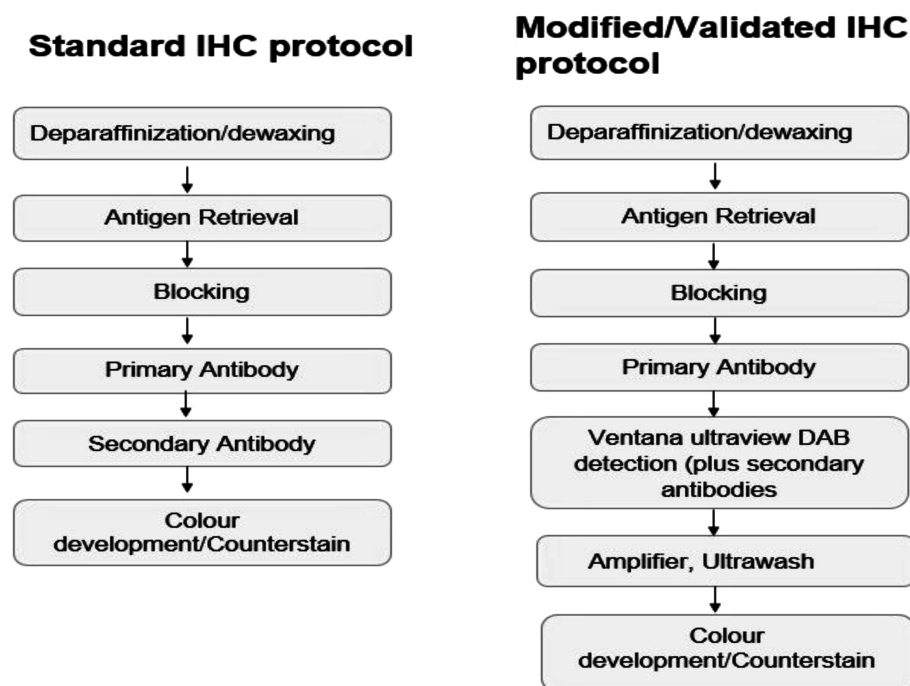 Standard IHC protocol
Deparaffinization/dewaxing
Antigen Retrieval
Blocking
Primary Antibody
Secondary Antibody
Colour
development/Counterstain
Modified/Validated IHC
protocol
Deparaffinization/dewaxing
Antigen Retrieval
Blocking
Primary Antibody
Ventana ultraview DAB
detection (plus secondary
antibodies
Amplifier, Ultrawash
Colour
development/Counterstain